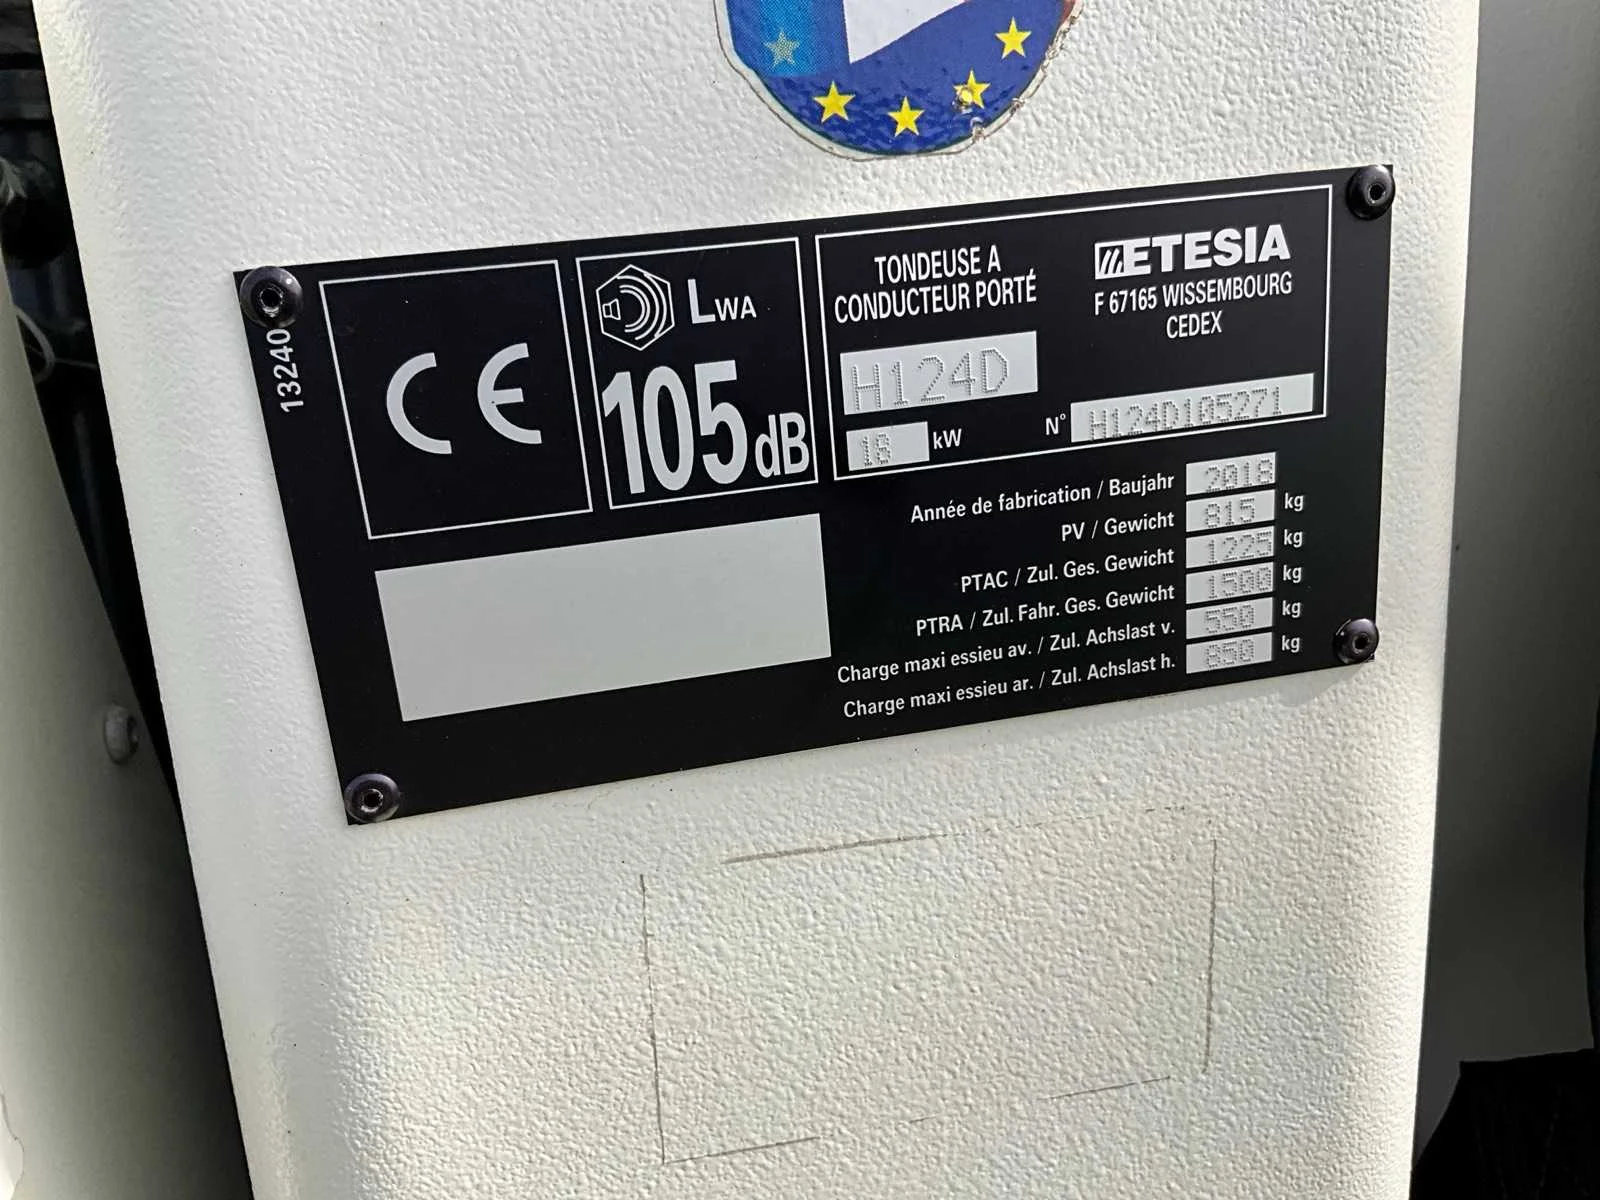 13240
CE
LWA
105dB
TONDEUSE A
CONDUCTEUR PORTÉ
H124D
18 kW
ETESIA
F 67165 WISSEMBOURG
CEDEX
N° H124D105271
Année de fabrication / Baujahr 2018
PV / Gewicht 815 kg
PTAC / Zul. Ges. Gewicht 1225 kg
PTRA / Zul. Fahr. Ges. Gewicht 1500 kg
Charge maxi essieu av. / Zul. Achslast v. 550 kg
Charge maxi essieu ar. / Zul. Achslast h. 850 kg